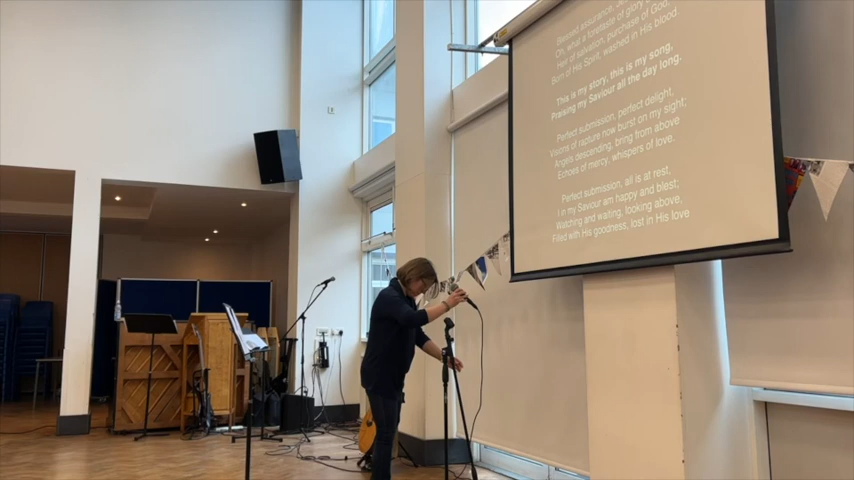 Blessed assurance, Je
Oh, what a foretaste of glory
Heir of salvation, purchase of God,
Born of His Spirit, washed in His blood.
This is my story, this is my song,
Praising my Saviour all the day long.
Perfect submission, perfect delight,
Visions of rapture now burst on my sight;
Angels descending, bring from above
Echoes of mercy, whispers of love.
Perfect submission, all is at rest,
I in my Saviour am happy and blest;
Watching and waiting, looking above,
Filled with His goodness, lost in His love